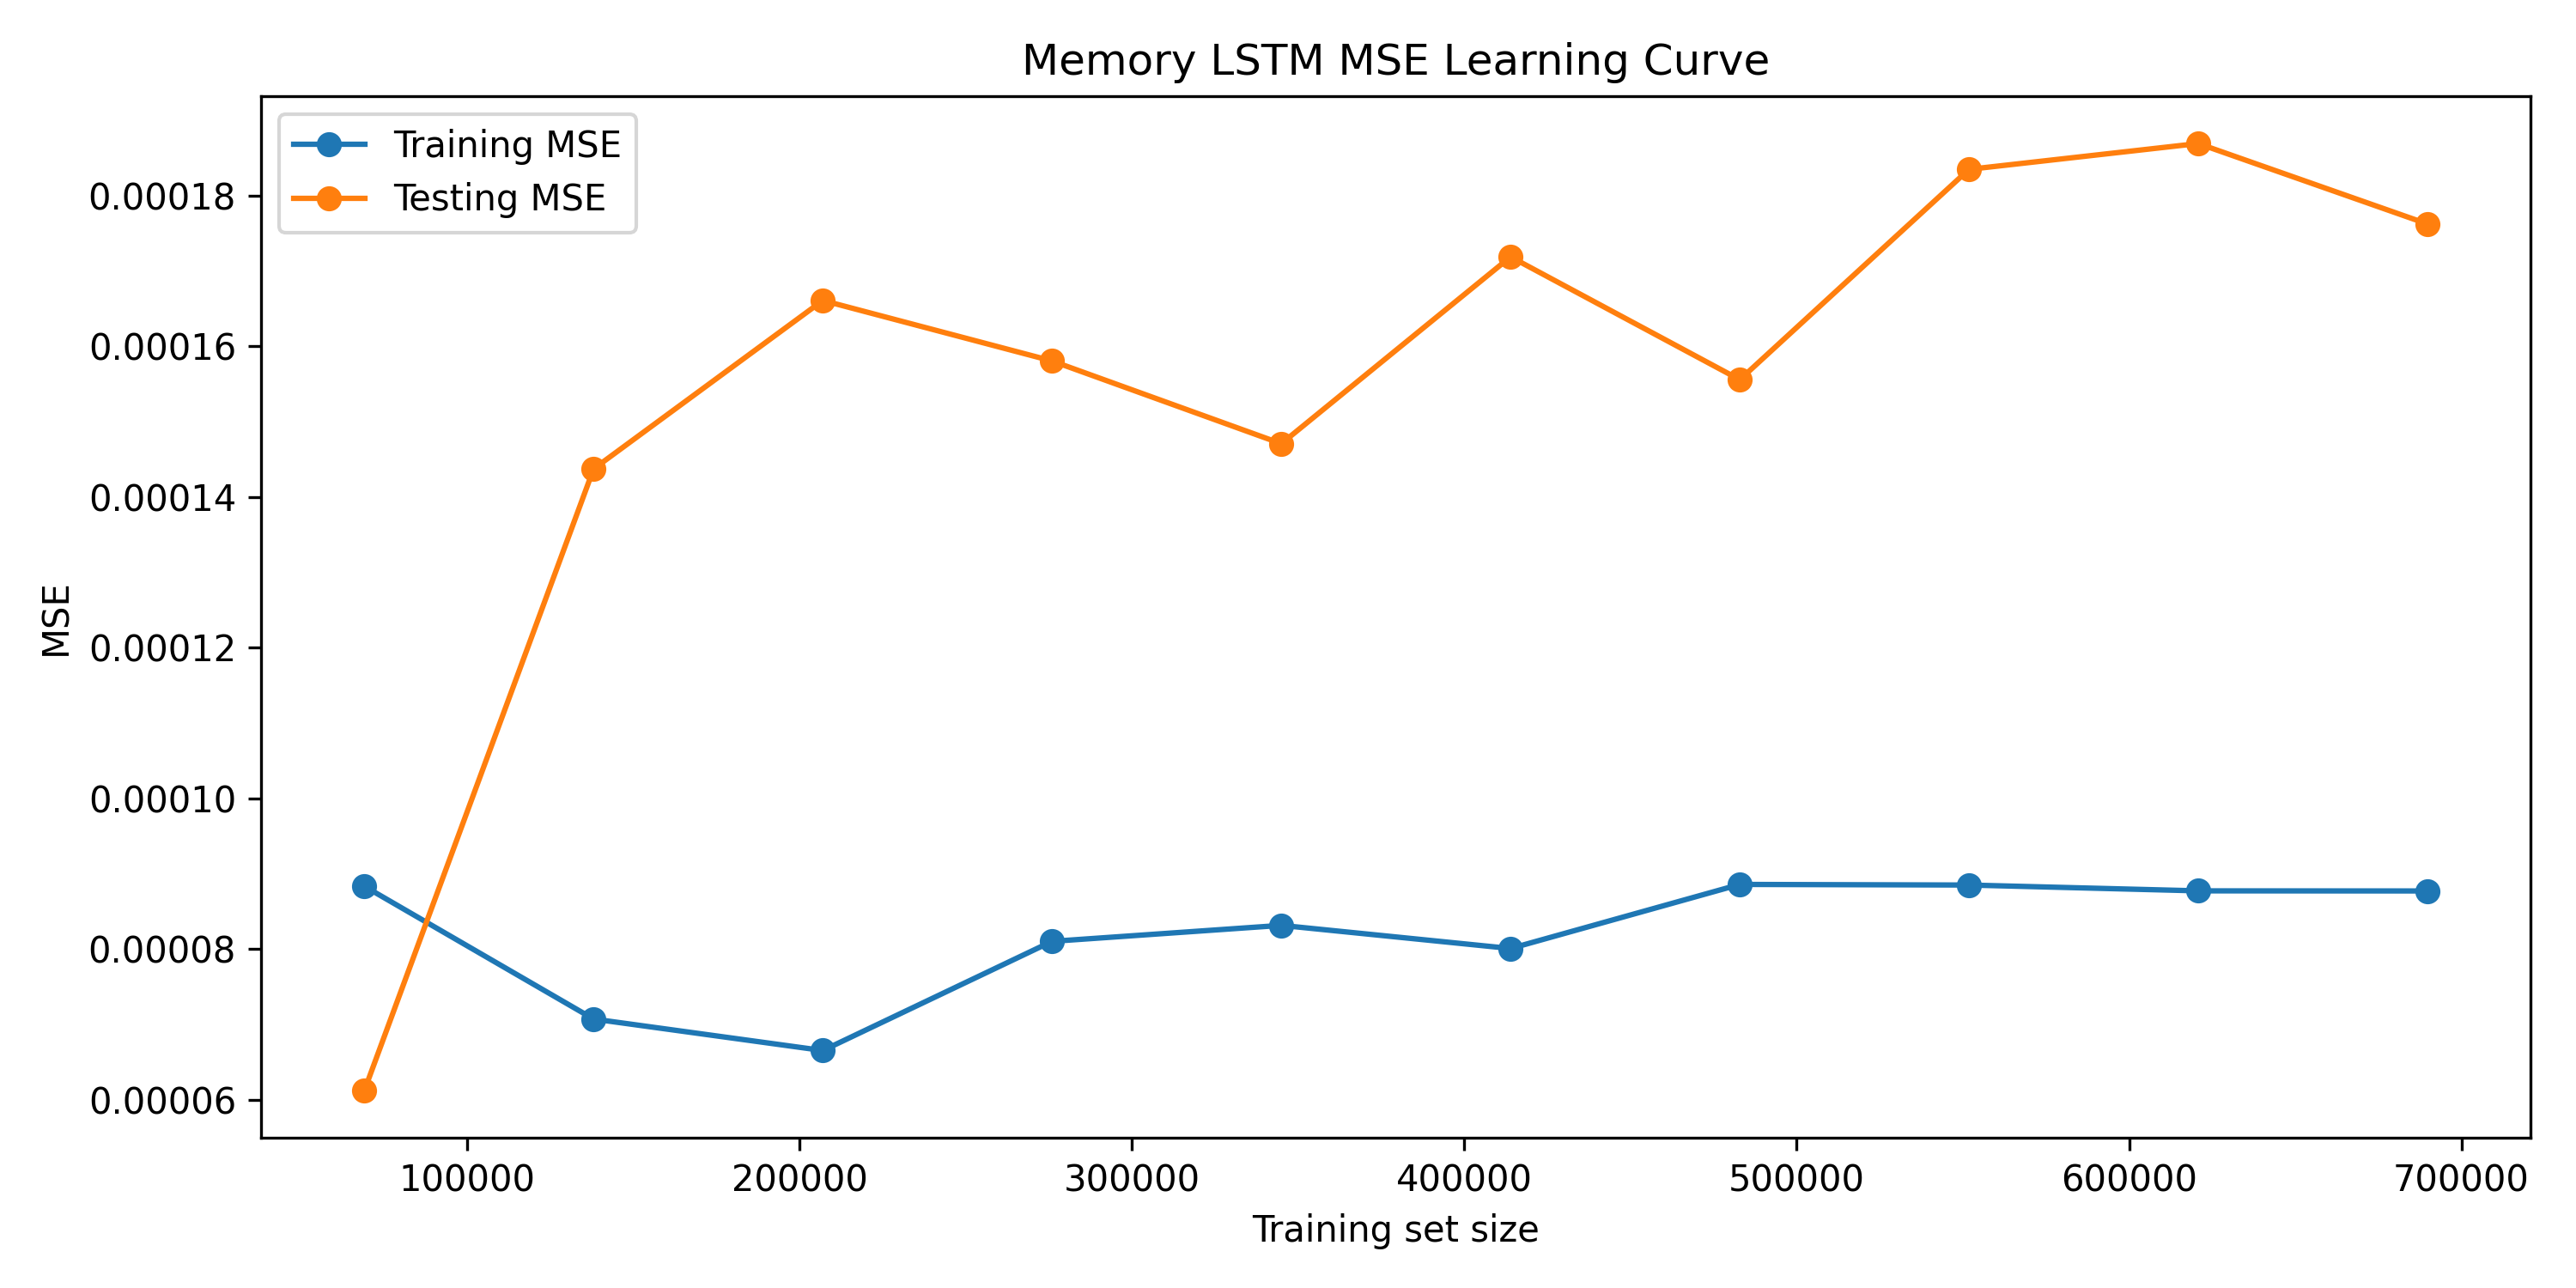 Memory LSTM MSE Learning Curve
Training MSE
Testing MSE
0.00018
0.00016
0.00014
0.00012
0.00010
0.00008
0.00006
MSE
100000 200000 300000 400000 500000 600000 700000
Training set size